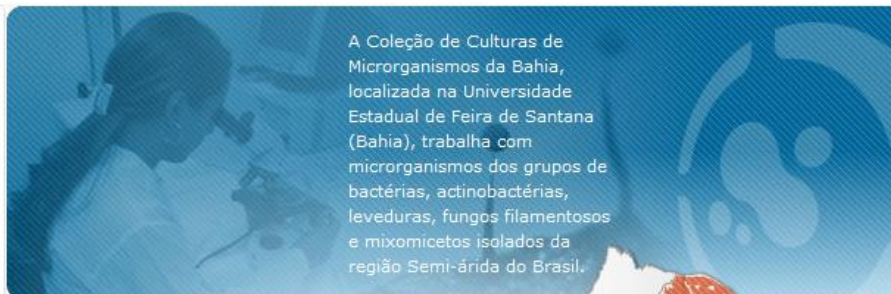 A Coleção de Culturas de
Microrganismos da Bahia,
localizada na Universidade
Estadual de Feira de Santana
(Bahia), trabalha com
microrganismos dos grupos de
bactérias, actinobactérias,
leveduras, fungos filamentosos
e mixomicetos isolados da
região Semi-árida do Brasil.